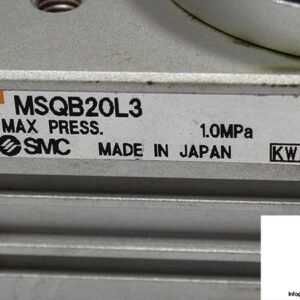 MSQB20L3
MAX PRESS. 1.0MPa
SMC MADE IN JAPAN KW